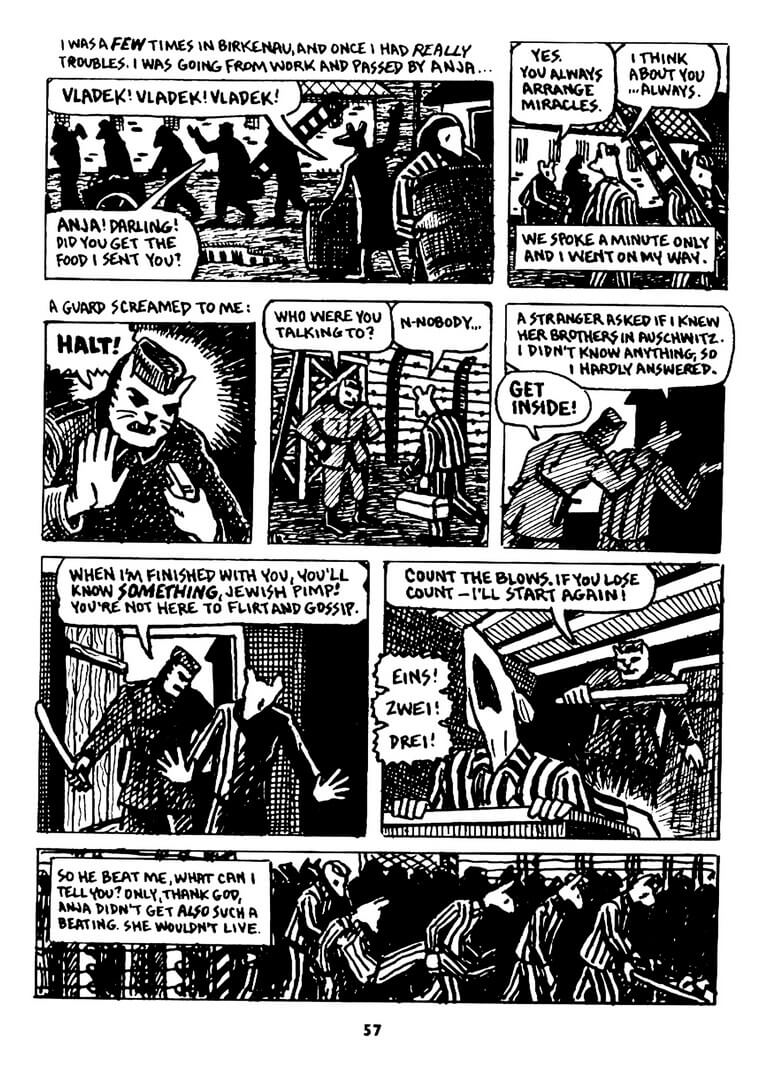 I WAS A FEW TIMES IN BIRKENAU, AND ONCE I HAD REALLY
TROUBLES. I WAS GOING FROM WORK AND PASSED BY ANJA...
VLADEK! VLADEK! VLADEK!
ANJA! DARLING!
DID YOU GET THE
FOOD I SENT YOU?
YES.
YOU ALWAYS
ARRANGE
MIRACLES.
I THINK
ABOUT YOU
...ALWAYS.
WE SPOKE A MINUTE ONLY
AND I WENT ON MY WAY.
A GUARD SCREAMED TO ME:
HALT!
WHO WERE YOU
TALKING TO?
N-NOBODY...
A STRANGER ASKED IF I KNEW
HER BROTHERS IN AUSCHWITZ.
I DIDN'T KNOW ANYTHING, SO
I HARDLY ANSWERED.
GET
INSIDE!
WHEN I'M FINISHED WITH YOU, YOU'LL
KNOW SOMETHING, JEWISH PIMP!
YOU'RE NOT HERE TO FLIRT AND GOSSIP.
COUNT THE BLOWS. IF YOU LOSE
COUNT - I'LL START AGAIN!
EINS!
ZWEI!
DREI!
SO HE BEAT ME, WHAT CAN I
TELL YOU? ONLY, THANK GOD,
ANJA DIDN'T GET ALSO SUCH A
BEATING. SHE WOULDN'T LIVE.
57